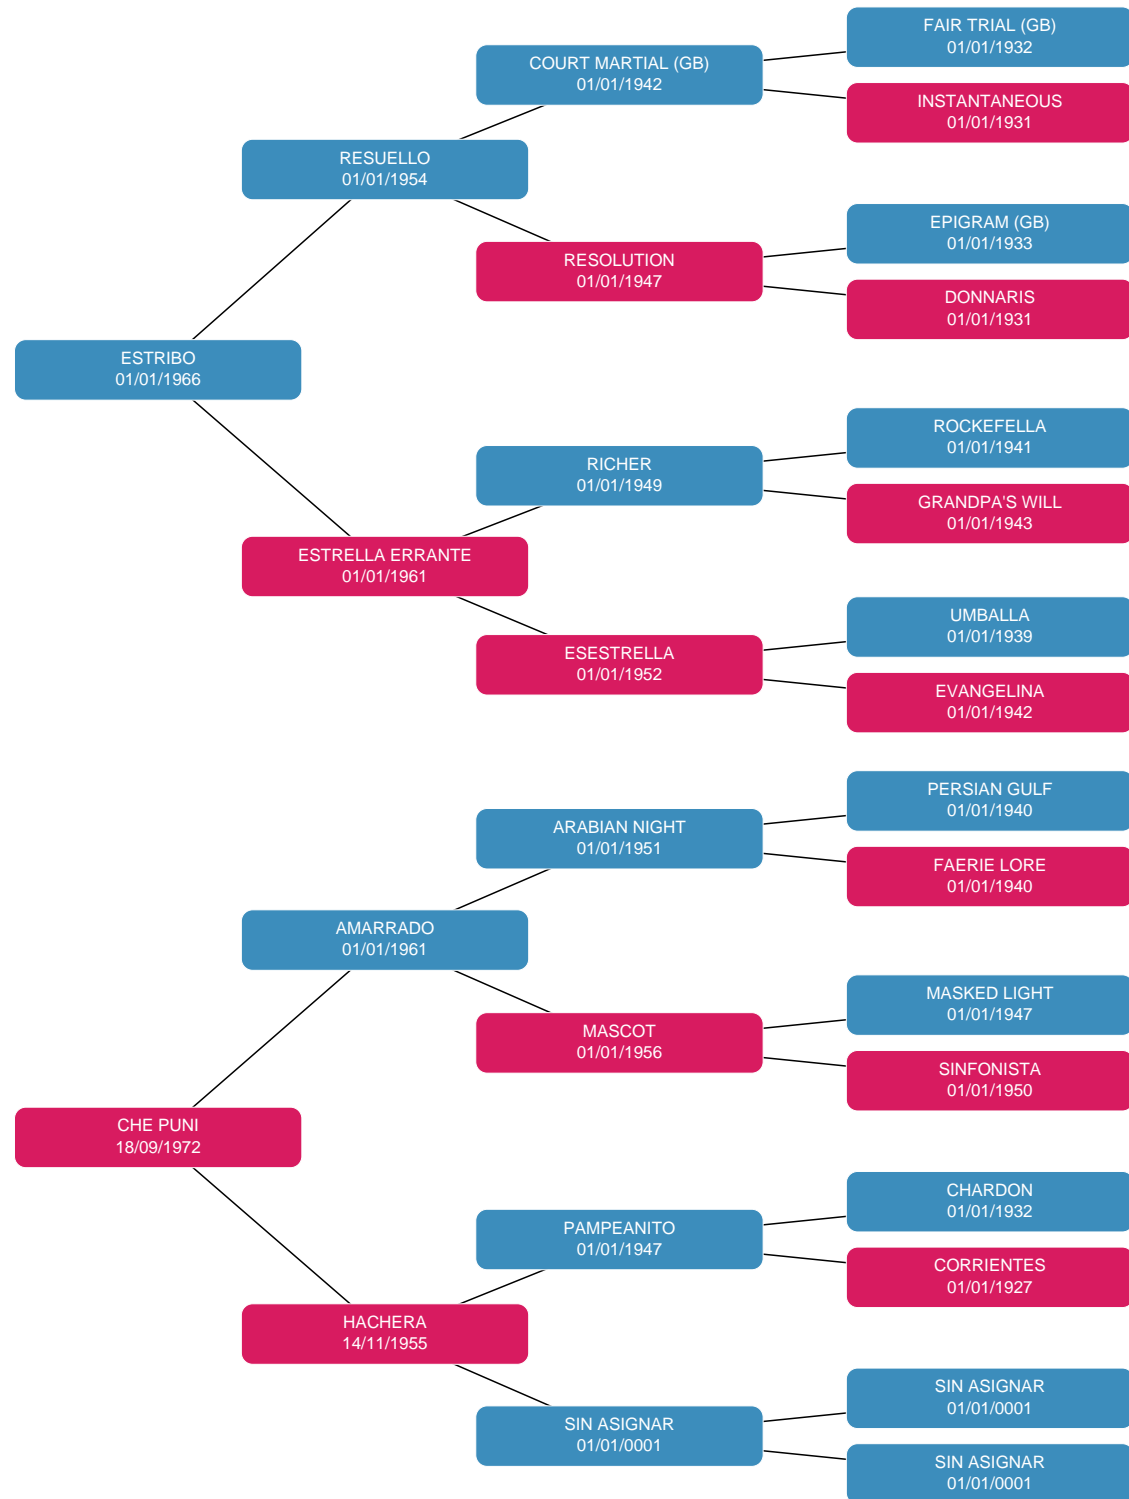 FAIR TRIAL (GB)
01/01/1932
COURT MARTIAL (GB)
01/01/1942
INSTANTANEOUS
01/01/1931
RESUELLO
01/01/1954
EPIGRAM (GB)
01/01/1933
RESOLUTION
01/01/1947
DONNARIS
01/01/1931
ESTRIBO
01/01/1966
ROCKEFELLA
01/01/1941
RICHER
01/01/1949
GRANDPA'S WILL
01/01/1943
ESTRELLA ERRANTE
01/01/1961
UMBALLA
01/01/1939
ESESTRELLA
01/01/1952
EVANGELINA
01/01/1942
PERSIAN GULF
01/01/1940
ARABIAN NIGHT
01/01/1951
FAERIE LORE
01/01/1940
AMARRADO
01/01/1961
MASKED LIGHT
01/01/1947
MASCOT
01/01/1956
SINFONISTA
01/01/1950
CHE PUNI
18/09/1972
CHARDON
01/01/1932
PAMPEANITO
01/01/1947
CORRIENTES
01/01/1927
HACHERA
14/11/1955
SIN ASIGNAR
01/01/0001
SIN ASIGNAR
01/01/0001
SIN ASIGNAR
01/01/0001